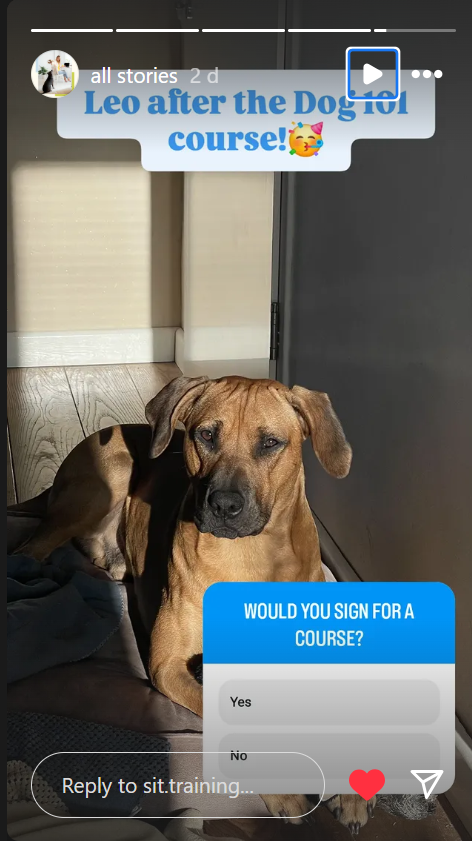 all stories 2 d
Leo after the Dog 101
course!🥳
WOULD YOU SIGN FOR A
COURSE?
Yes
No
Reply to sit.training...